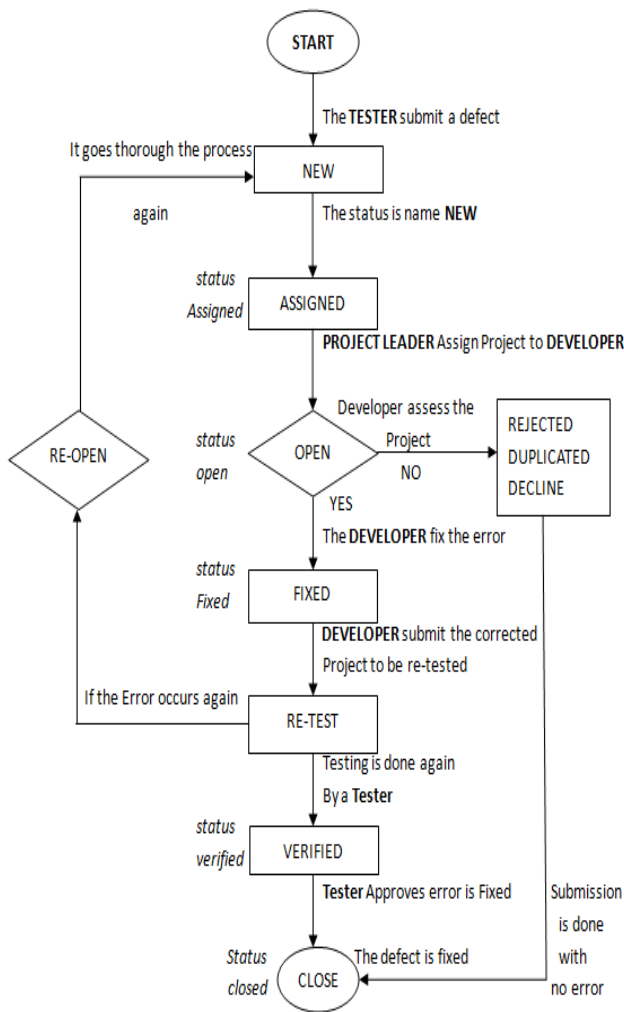 START
The TESTER submit a defect
It goes thorough the process
again
NEW
The status is name NEW
status
Assigned
ASSIGNED
PROJECT LEADER Assign Project to DEVELOPER
Developer assess the
Project
NO
RE-OPEN
status
open
OPEN
REJECTED
DUPLICATED
DECLINE
YES
The DEVELOPER fix the error
status
Fixed
FIXED
DEVELOPER submit the corrected
Project to be re-tested
If the Error occurs again
RE-TEST
Testing is done again
By a Tester
status
verified
VERIFIED
Tester Approves error is Fixed
Submission
is done
with
no error
Status
closed
CLOSE
The defect is fixed